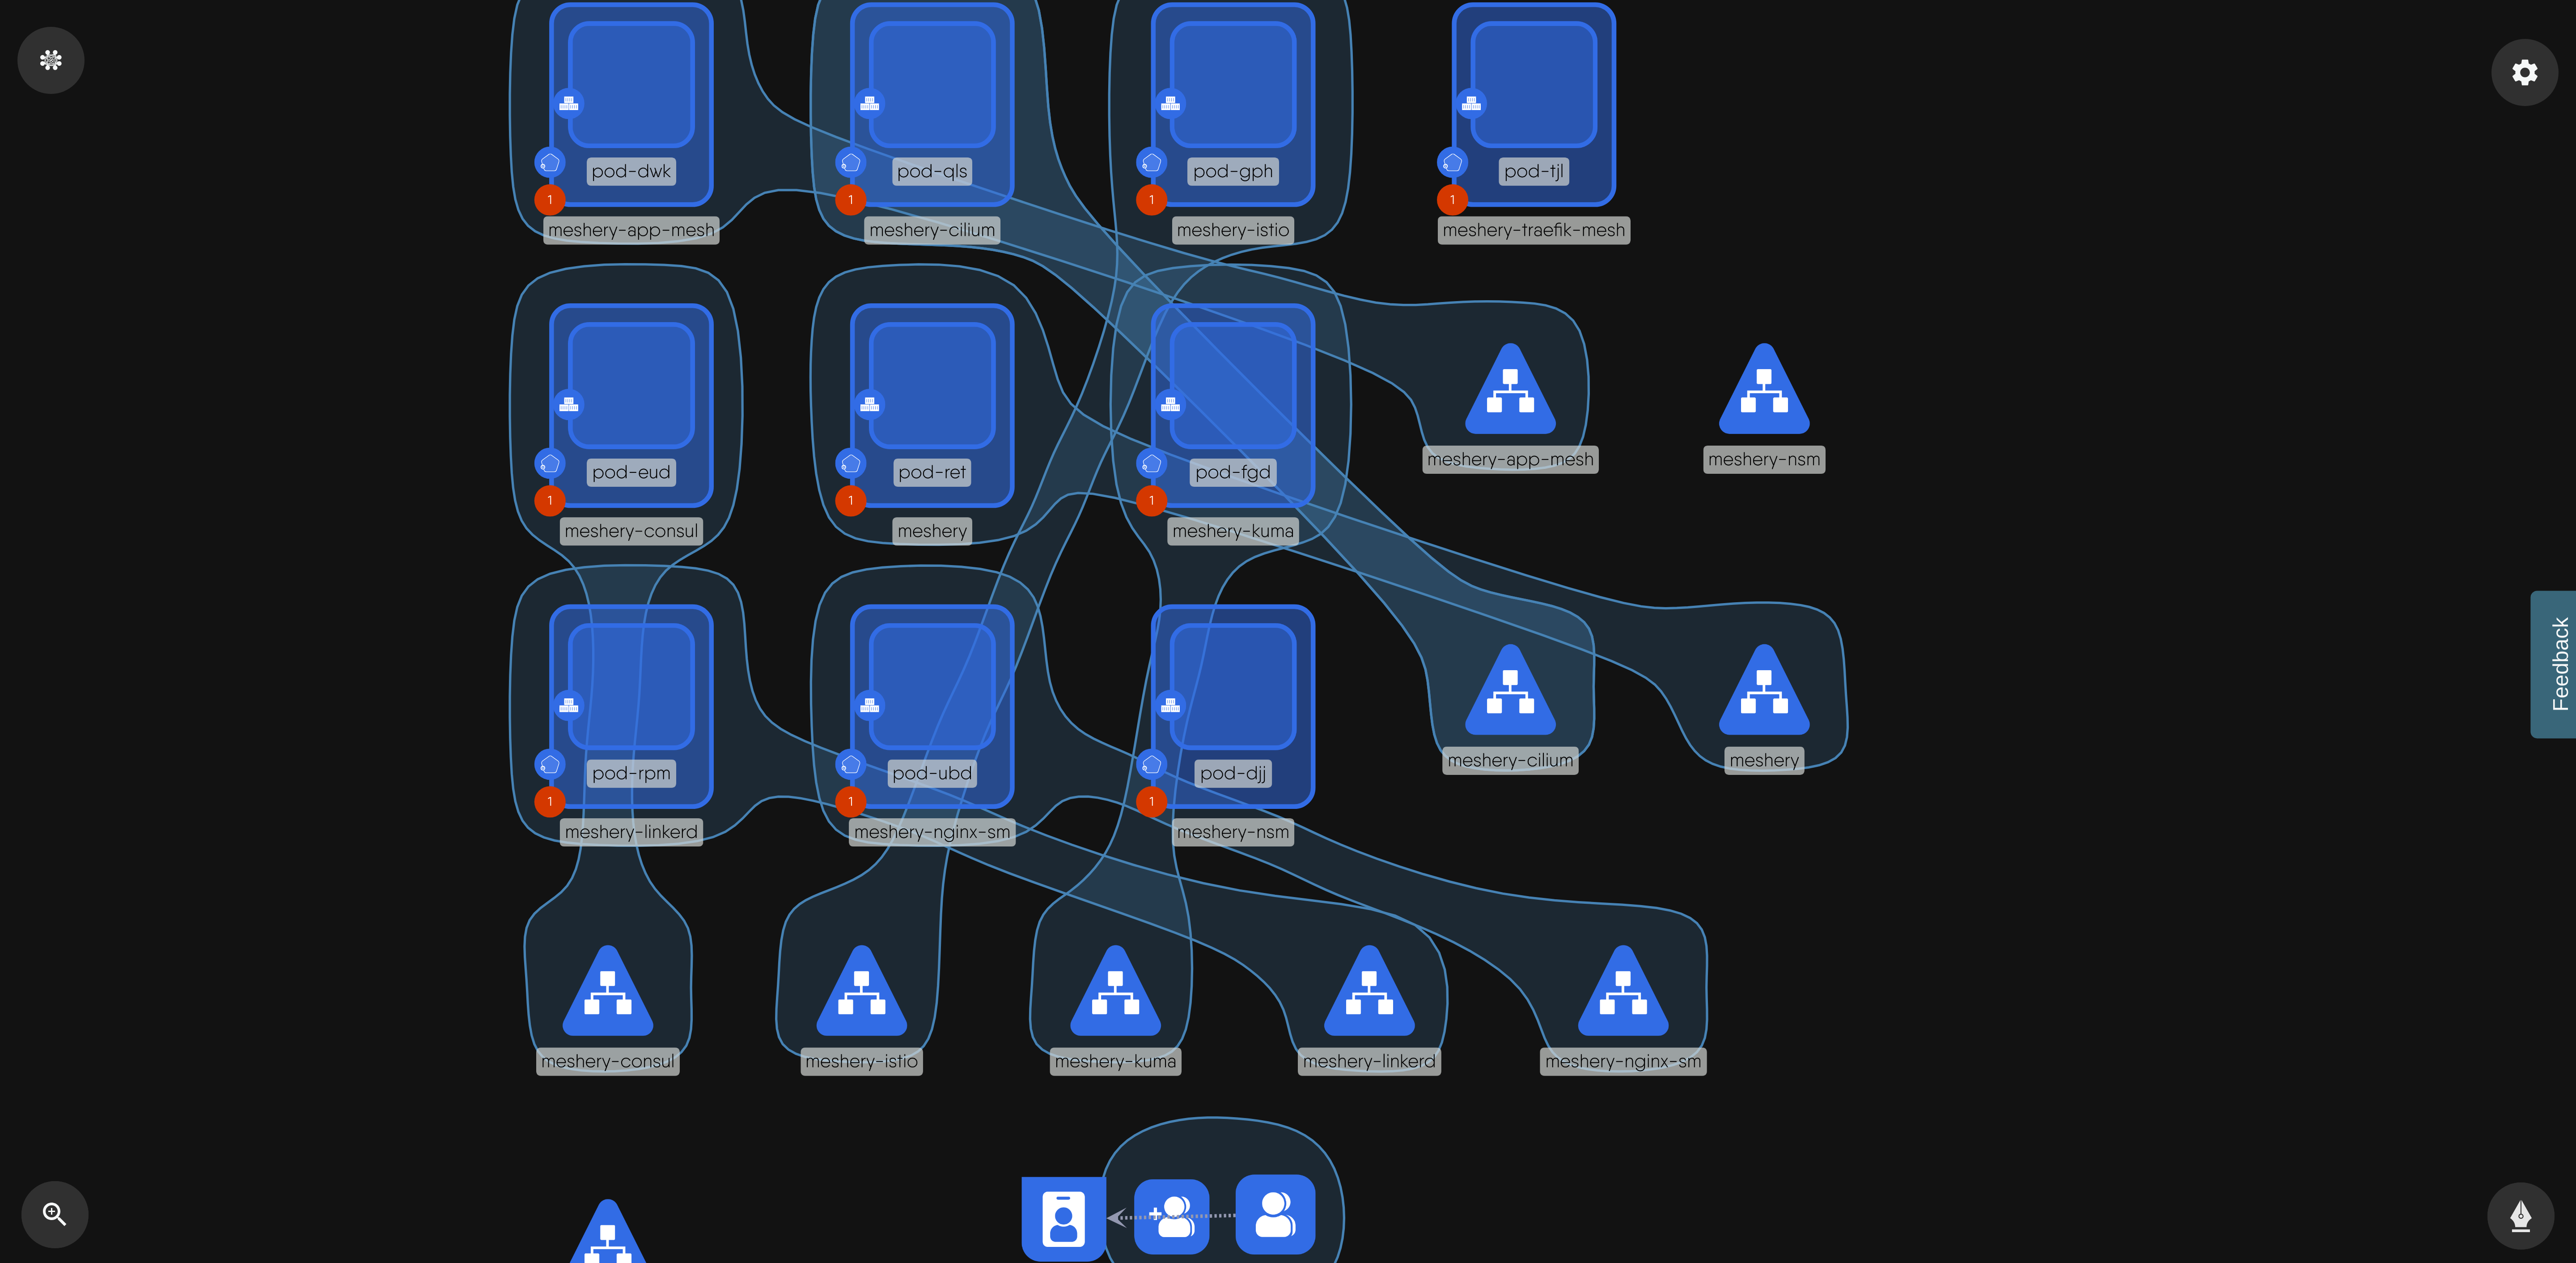 pod-dwk
pod-qls
pod-gph
pod-tjl
1
1
1
1
meshery-app-mesh
meshery-cilium
meshery-istio
meshery-traefik-mesh
pod-eud
pod-ret
pod-fgd
meshery-app-mesh
meshery-nsm
1
1
1
meshery-consul
meshery
meshery-kuma
Feedback
pod-rpm
pod-ubd
pod-djj
meshery-cilium
meshery
1
1
1
meshery-linkerd
meshery-nginx-sm
meshery-nsm
meshery-consul
meshery-istio
meshery-kuma
meshery-linkerd
meshery-nginx-sm